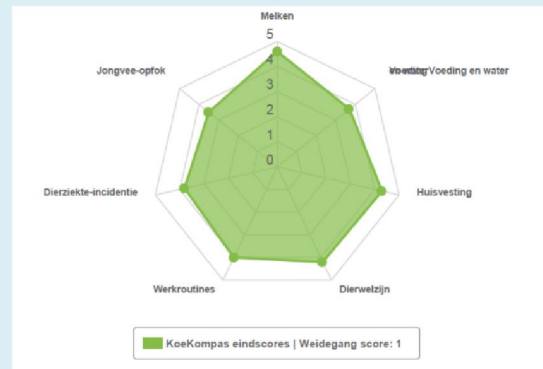 Melken
5
4
3
2
1
0
Voeding en water
Huisvesting
Dierwelzijn
Werkroutines
Dierziekte-incidentie
Jongvee-opfok
KoeKompas eindscores | Weidegang score: 1